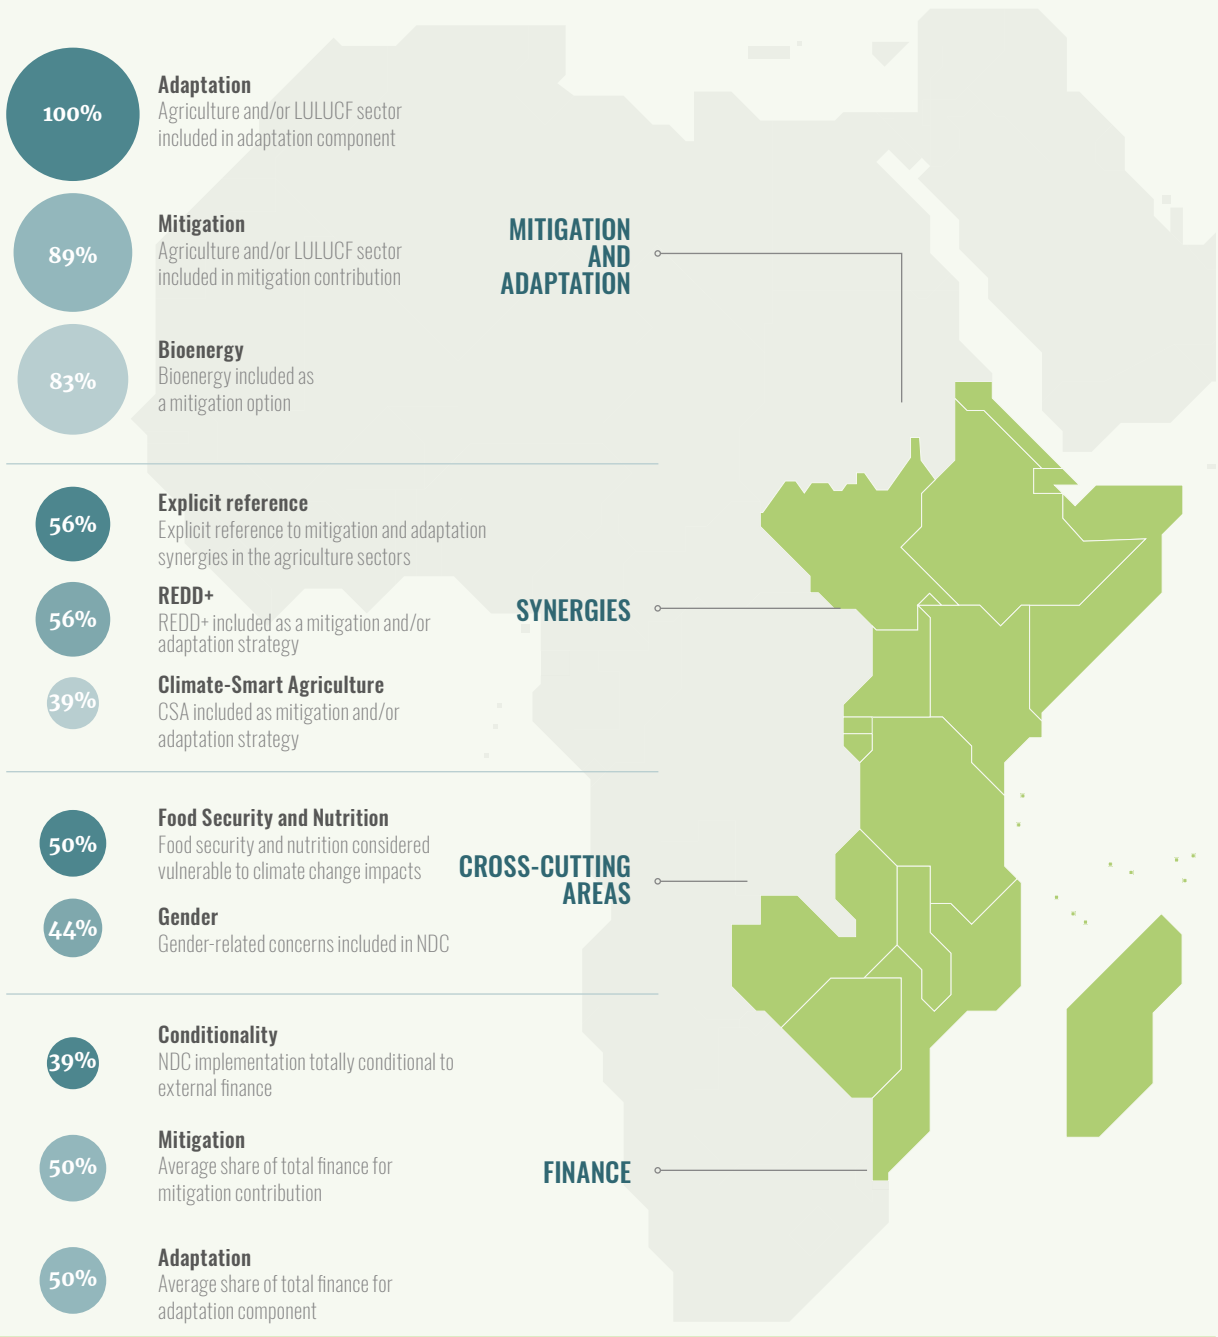 100%
Adaptation
Agriculture and/or LULUCF sector
included in adaptation component
89%
Mitigation
Agriculture and/or LULUCF sector
included in mitigation contribution
83%
Bioenergy
Bioenergy included as
a mitigation option
MITIGATION
AND
ADAPTATION
56%
Explicit reference
Explicit reference to mitigation and adaptation
synergies in the agriculture sectors
56%
REDD+
REDD+ included as a mitigation and/or
adaptation strategy
39%
Climate-Smart Agriculture
CSA included as mitigation and/or
adaptation strategy
SYNERGIES
50%
Food Security and Nutrition
Food security and nutrition considered
vulnerable to climate change impacts
44%
Gender
Gender-related concerns included in NDC
CROSS-CUTTING
AREAS
39%
Conditionality
NDC implementation totally conditional to
external finance
50%
Mitigation
Average share of total finance for
mitigation contribution
50%
Adaptation
Average share of total finance for
adaptation component
FINANCE